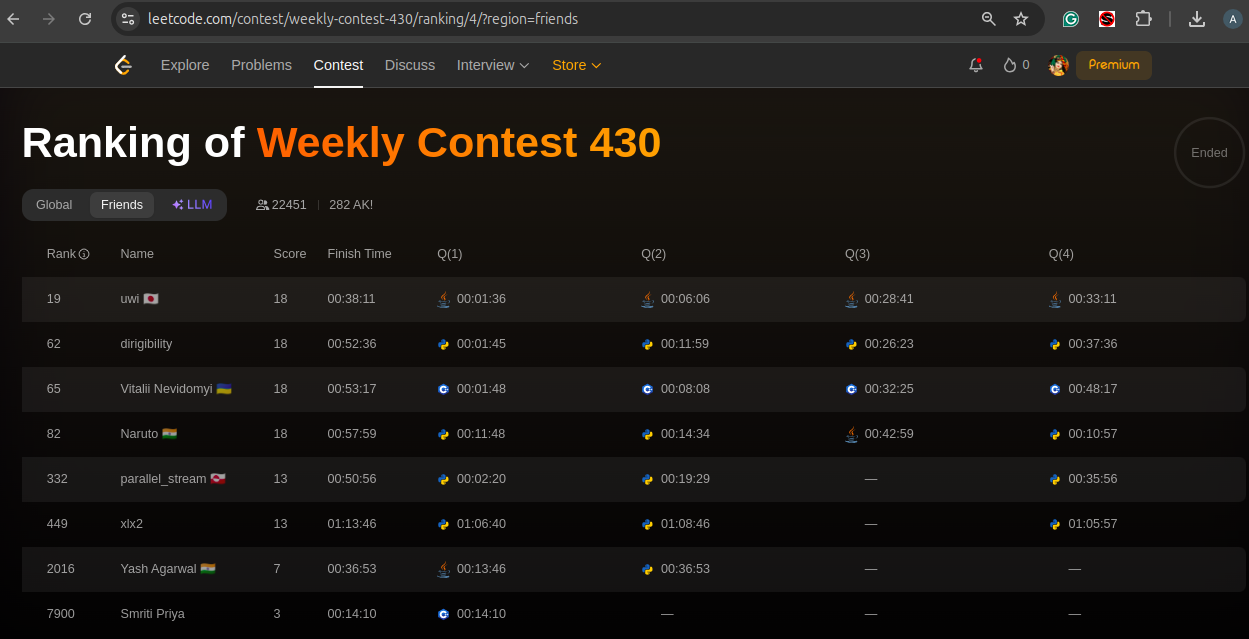 leetcode.com/contest/weekly-contest-430/ranking/4/?region=friends A
Explore Problems Contest Discuss Interview Store 0 Premium
Ranking of Weekly Contest 430
Ended
Global Friends LLM 22451 282 AK!
Rank Name Score Finish Time Q(1) Q(2) Q(3) Q(4)
19 uwi 18 00:38:11 00:01:36 00:06:06 00:28:41 00:33:11
62 dirigibility 18 00:52:36 00:01:45 00:11:59 00:26:23 00:37:36
65 Vitalii Nevidomyi 18 00:53:17 00:01:48 00:08:08 00:32:25 00:48:17
82 Naruto 18 00:57:59 00:11:48 00:14:34 00:42:59 00:10:57
332 parallel_stream 13 00:50:56 00:02:20 00:19:29 — 00:35:56
449 xlx2 13 01:13:46 01:06:40 01:08:46 — 01:05:57
2016 Yash Agarwal 7 00:36:53 00:13:46 00:36:53 — —
7900 Smriti Priya 3 00:14:10 00:14:10 — — —